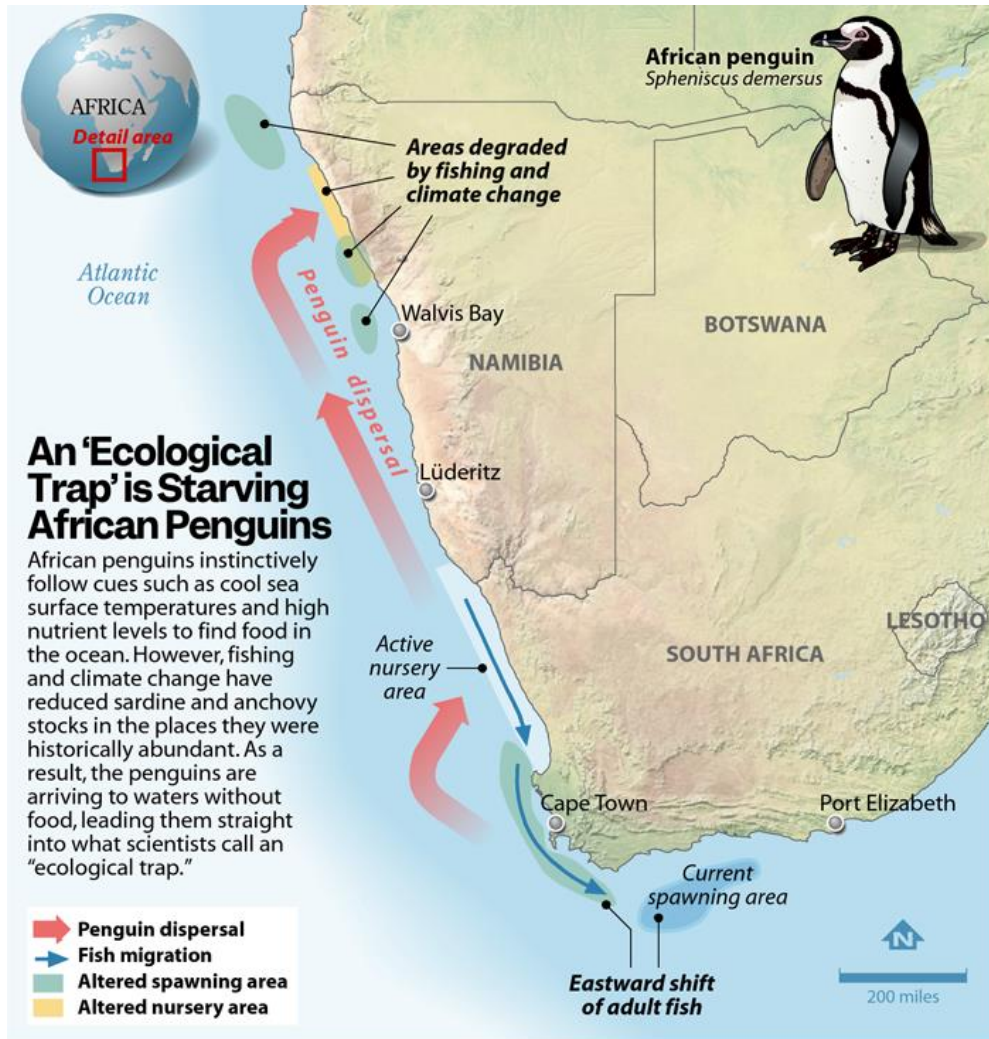 AFRICA
Detail area
African penguin
Spheniscus demersus
Areas degraded
by fishing and
climate change
Atlantic
Ocean
Penguin dispersal
Walvis Bay
BOTSWANA
NAMIBIA
Lüderitz
An ‘Ecological
Trap’ is Starving
African Penguins
African penguins instinctively
follow cues such as cool sea
surface temperatures and high
nutrient levels to find food in
the ocean. However, fishing
and climate change have
reduced sardine and anchovy
stocks in the places they were
historically abundant. As a
result, the penguins are
arriving to waters without
food, leading them straight
into what scientists call an
“ecological trap.”
LESOTHO
SOUTH AFRICA
Active
nursery
area
Cape Town
Port Elizabeth
Current
spawning area
Eastward shift
of adult fish
Penguin dispersal
Fish migration
Altered spawning area
Altered nursery area
N
200 miles